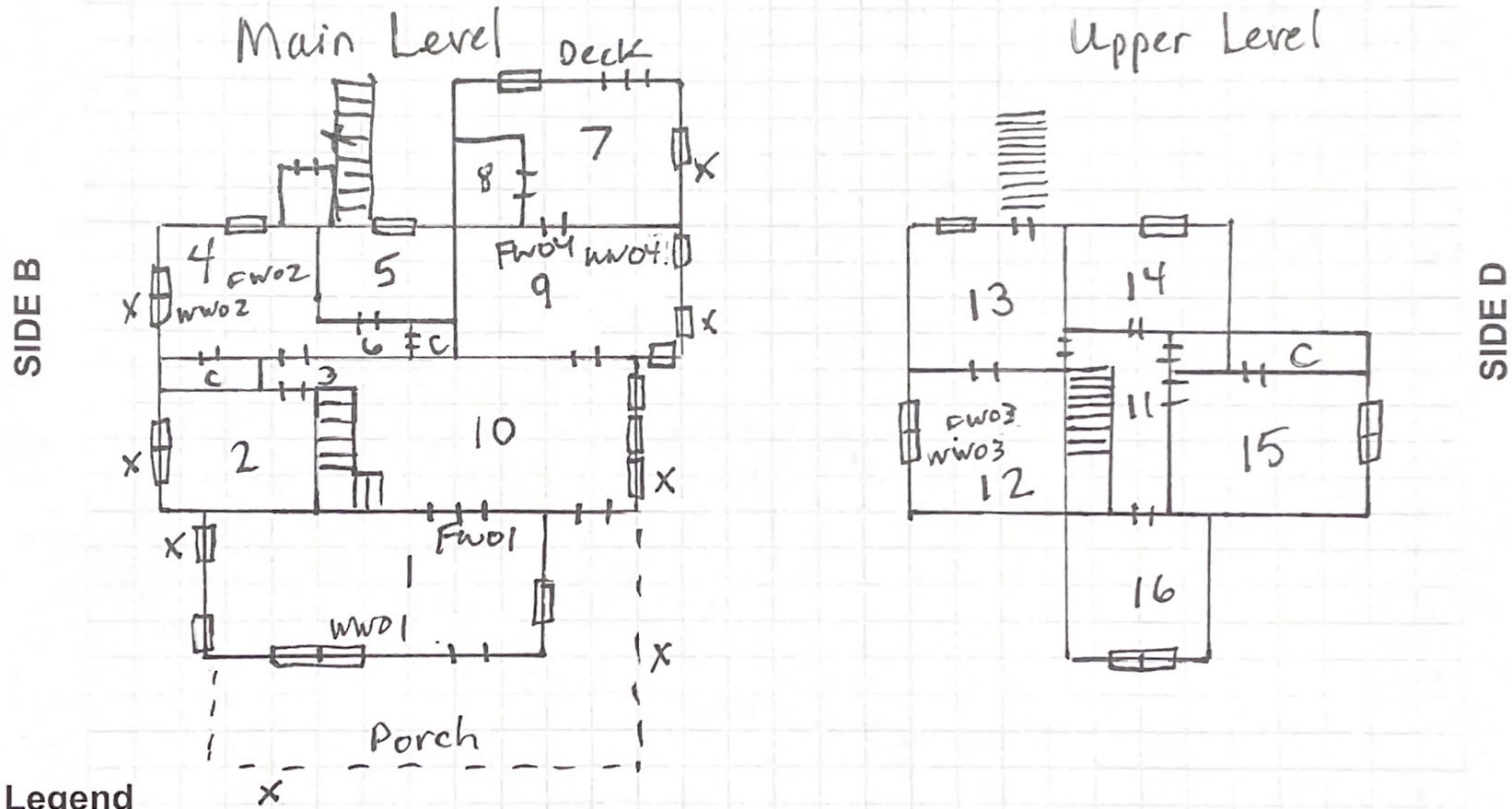 Main Level
Upper Level
Deck
7
X
8
4
FW02
5
FW04
WW04
9
X
WW02
6
C
X
C
3
2
10
X
X
X
FW01
1
WW01
X
Porch
X
13
14
C
11
FW03
WW03
12
15
16
SIDE B
SIDE D
Legend